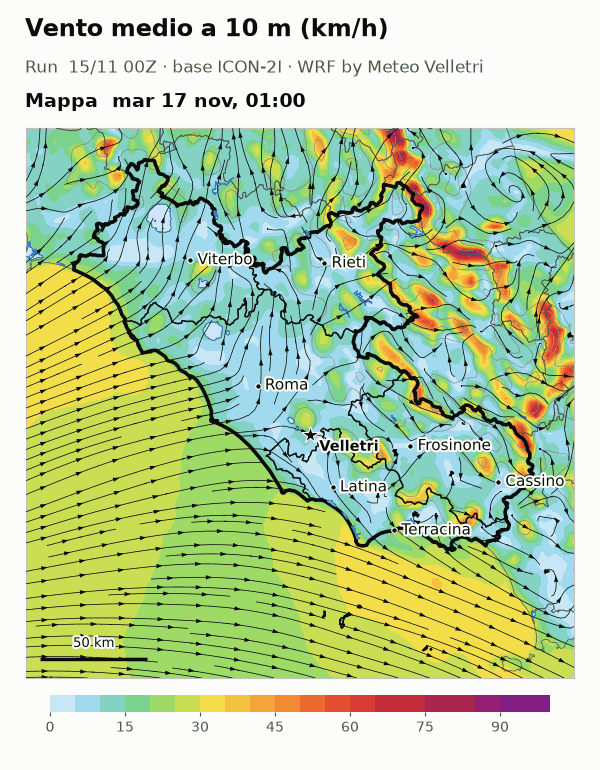 Vento medio a 10 m (km/h)
Run 15/11 00Z · base ICON-2I · WRF by Meteo Velletri
Mappa mar 17 nov, 01:00
Viterbo
Rieti
Roma
Velletri
Frosinone
Cassino
Latina
Terracina
50 km
0 15 30 45 60 75 90